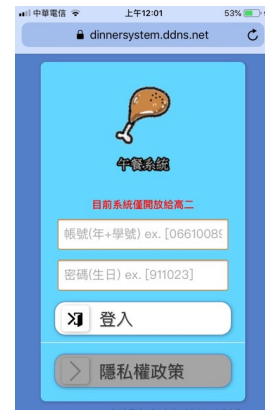 中華電信 上午12:01 53%
dinnersystem.ddns.net
午餐系統
目前系統僅開放給高二
帳號(年+學號) ex. [0661008
密碼(生日) ex. [911023]
登入
隱私權政策